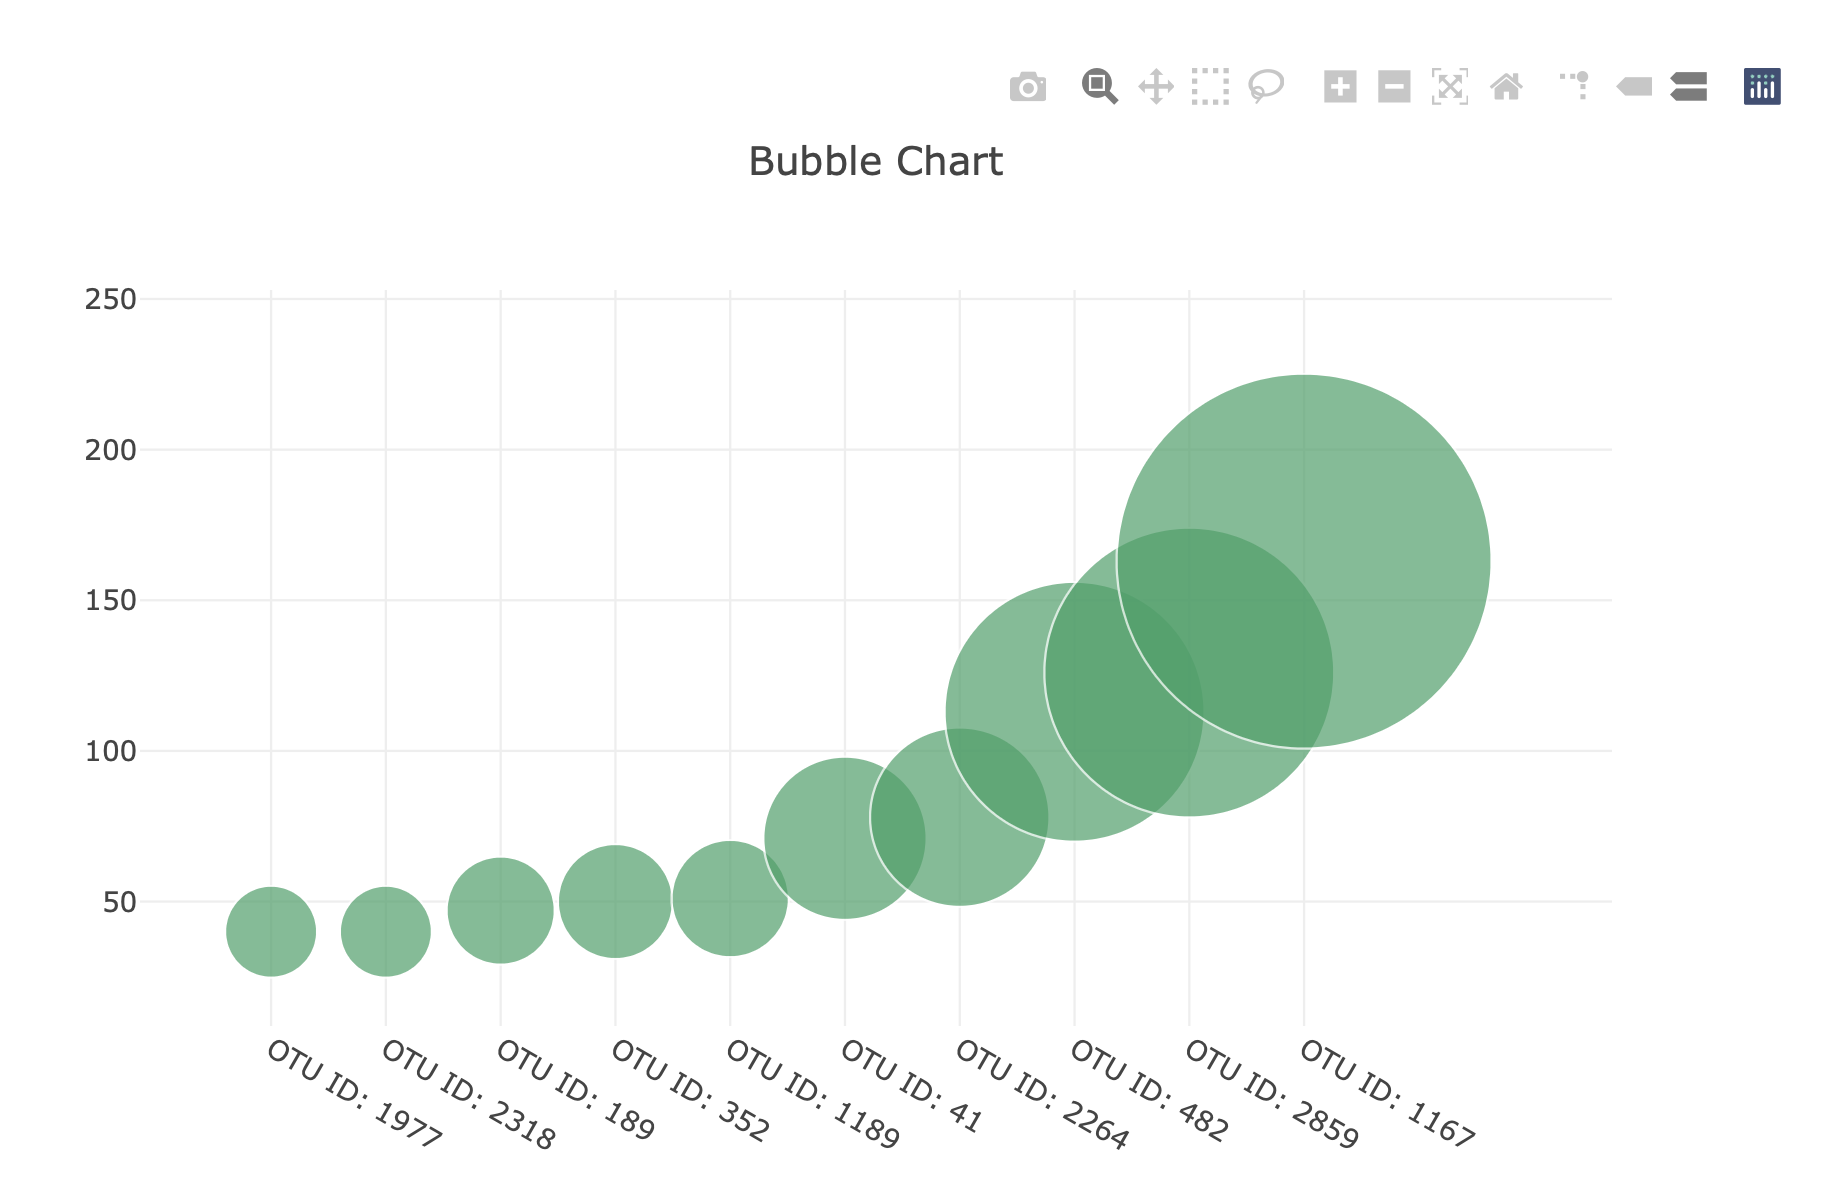 Bubble Chart
250
200
150
100
50
OTU ID: 1977
OTU ID: 2318
OTU ID: 189
OTU ID: 352
OTU ID: 1189
OTU ID: 41
OTU ID: 2264
OTU ID: 482
OTU ID: 2859
OTU ID: 1167